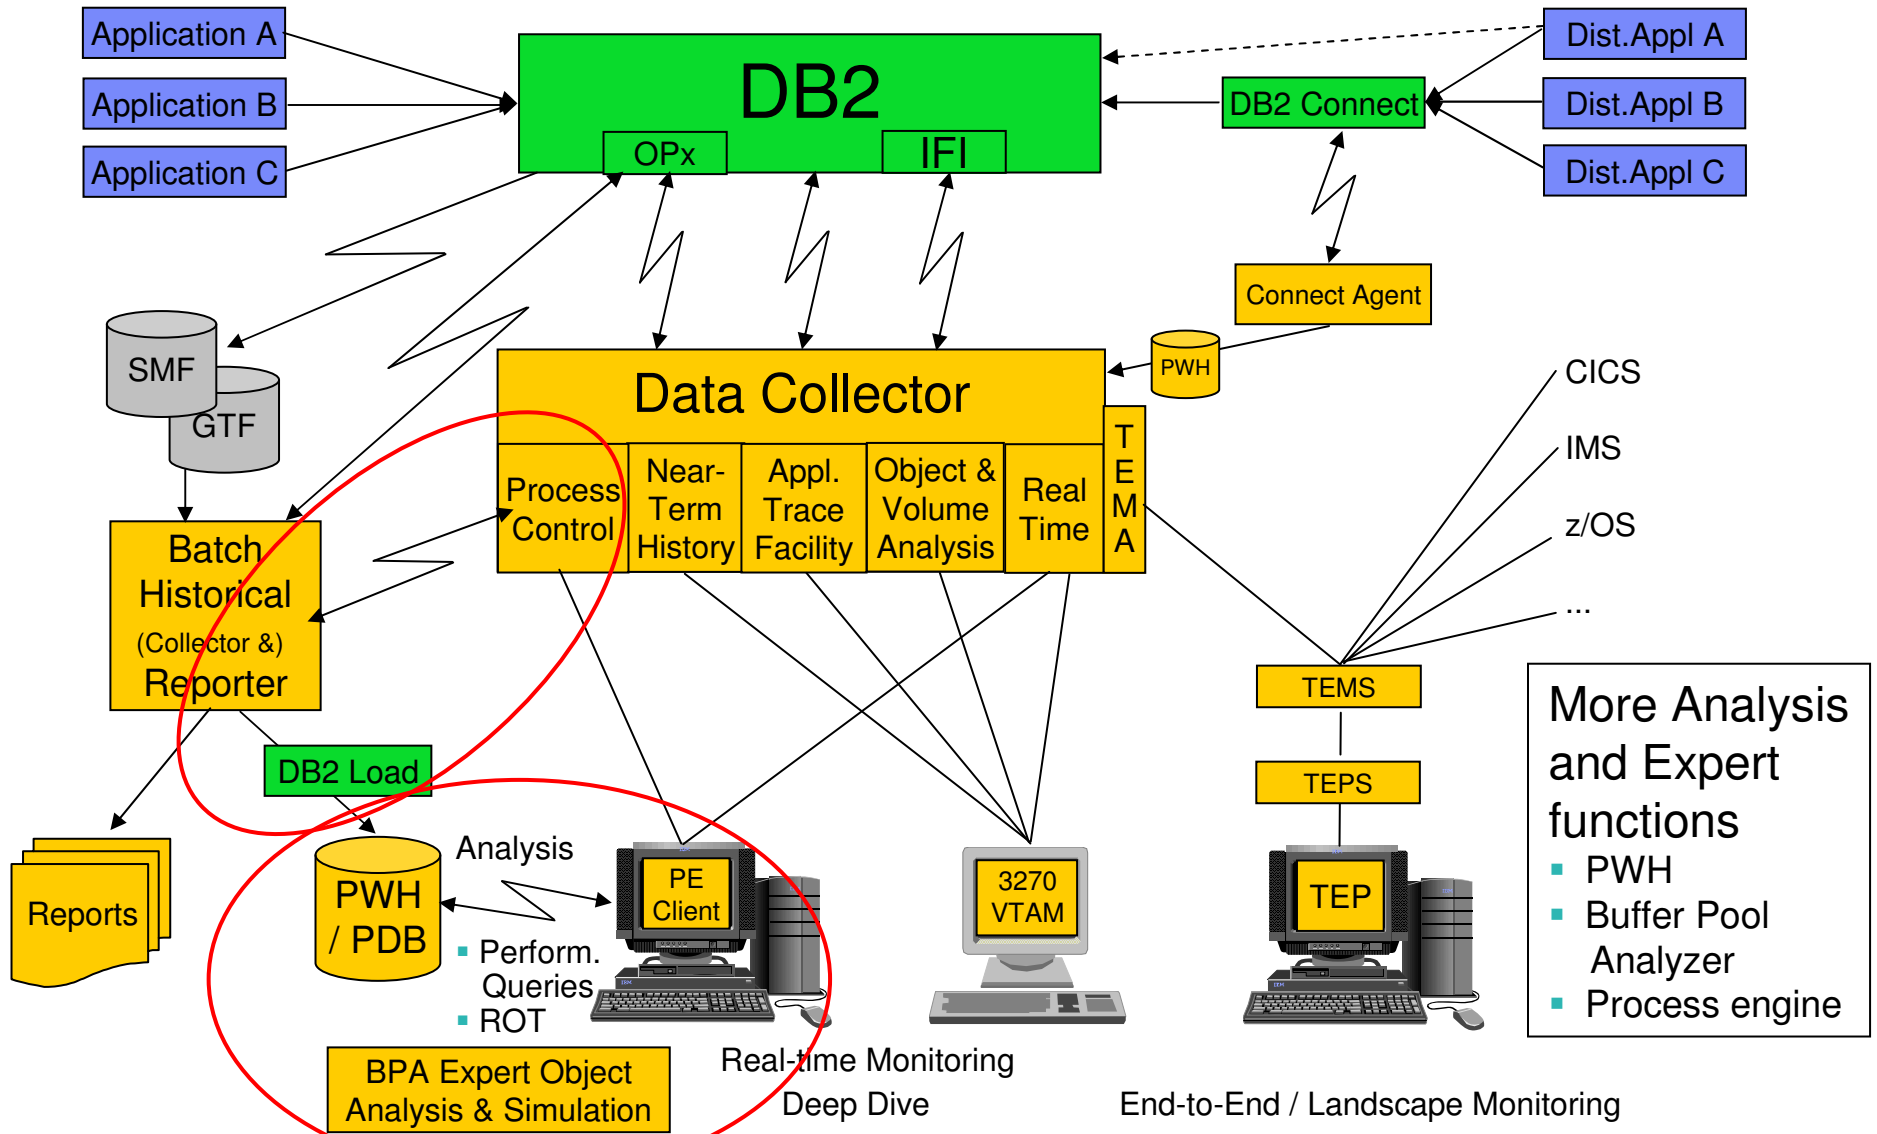 Application A
Application B
Application C
DB2
OPx
IFI
DB2 Connect
Dist.Appl A
Dist.Appl B
Dist.Appl C
Connect Agent
PWH
SMF
GTF
Data Collector
Process
Control
Near-
Term
History
Appl.
Trace
Facility
Object &
Volume
Analysis
Real
Time
T
E
M
A
CICS
IMS
z/OS
...
Batch
Historical
(Collector &)
Reporter
DB2 Load
TEMS
TEPS
Reports
PWH
/ PDB
Analysis
Perform.
Queries
ROT
PE
Client
3270
VTAM
TEP
BPA Expert Object
Analysis & Simulation
Real-time Monitoring
Deep Dive
End-to-End / Landscape Monitoring
More Analysis
and Expert
functions
PWH
Buffer Pool
Analyzer
Process engine